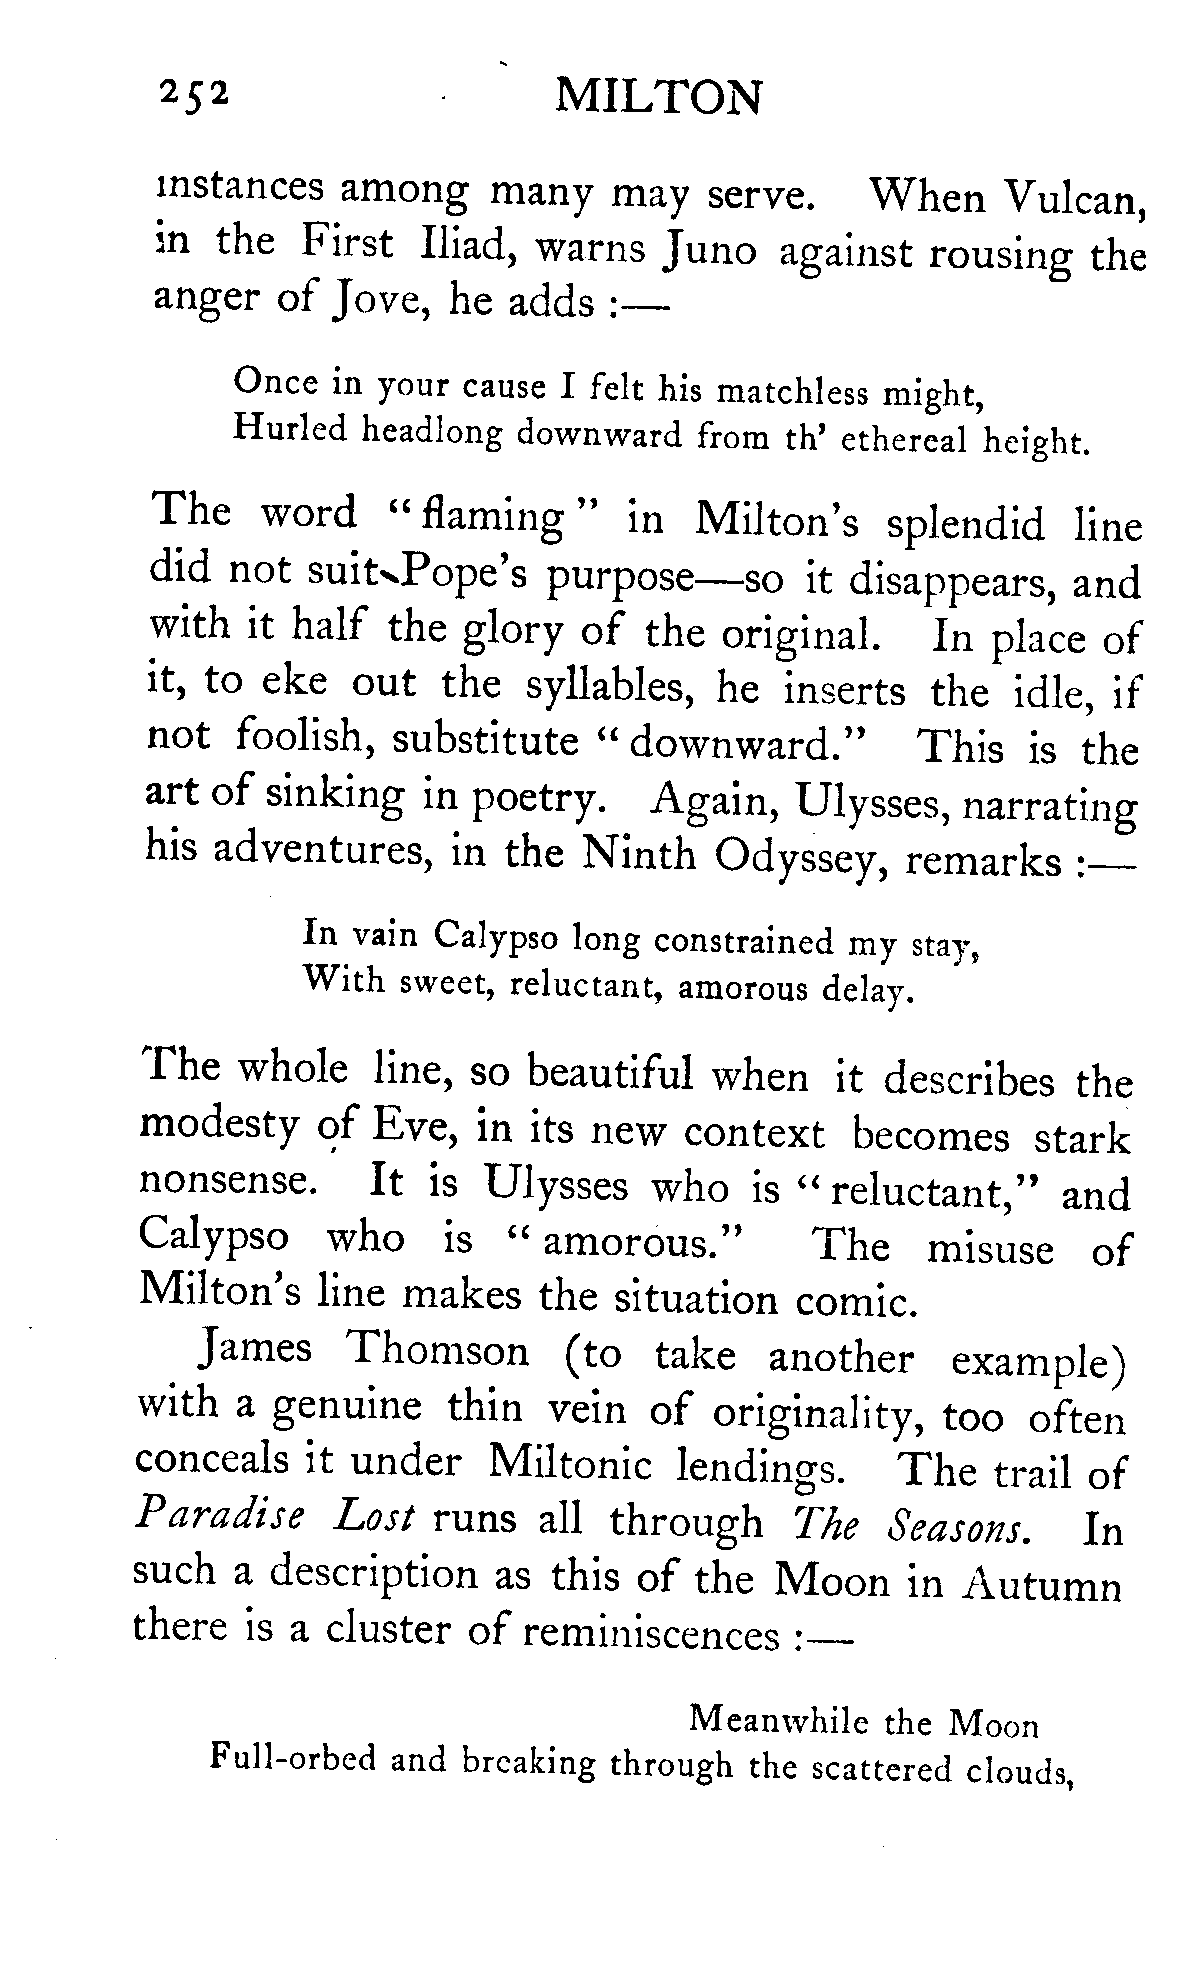 252 MILTON
instances among many may serve. When Vulcan,
in the First Iliad, warns Juno against rousing the
anger of Jove, he adds :—
Once in your cause I felt his matchless might,
Hurled headlong downward from th' ethereal height.
The word "flaming" in Milton's splendid line
did not suit Pope's purpose—so it disappears, and
with it half the glory of the original. In place of
it, to eke out the syllables, he inserts the idle, if
not foolish, substitute "downward." This is the
art of sinking in poetry. Again, Ulysses, narrating
his adventures, in the Ninth Odyssey, remarks :—
In vain Calypso long constrained my stay,
With sweet, reluctant, amorous delay.
The whole line, so beautiful when it describes the
modesty of Eve, in its new context becomes stark
nonsense. It is Ulysses who is "reluctant," and
Calypso who is "amorous." The misuse of
Milton's line makes the situation comic.
James Thomson (to take another example)
with a genuine thin vein of originality, too often
conceals it under Miltonic lendings. The trail of
Paradise Lost runs all through The Seasons. In
such a description as this of the Moon in Autumn
there is a cluster of reminiscences :—
Meanwhile the Moon
Full-orbed and breaking through the scattered clouds,